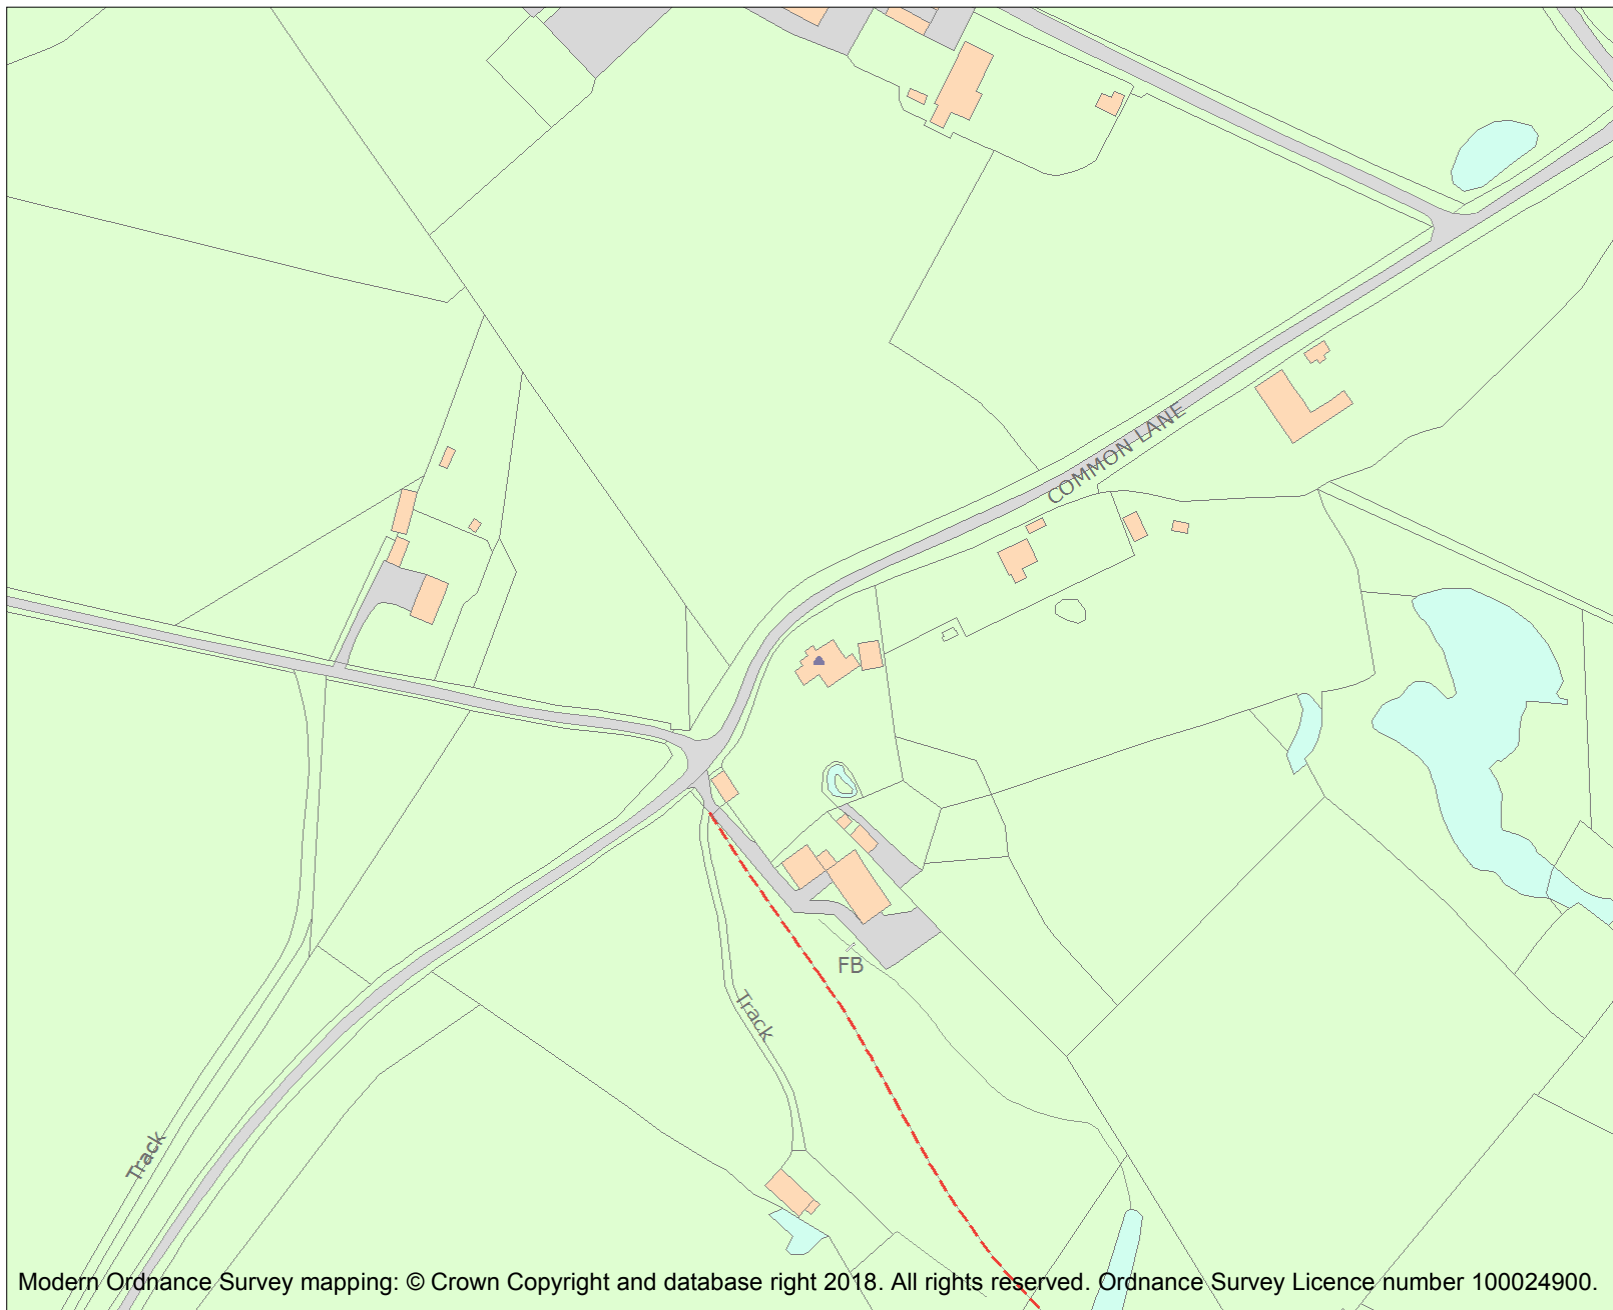 COMMON LANE
FB
Track
Track
Modern Ordnance Survey mapping: © Crown Copyright and database right 2018. All rights reserved. Ordnance Survey Licence number 100024900.